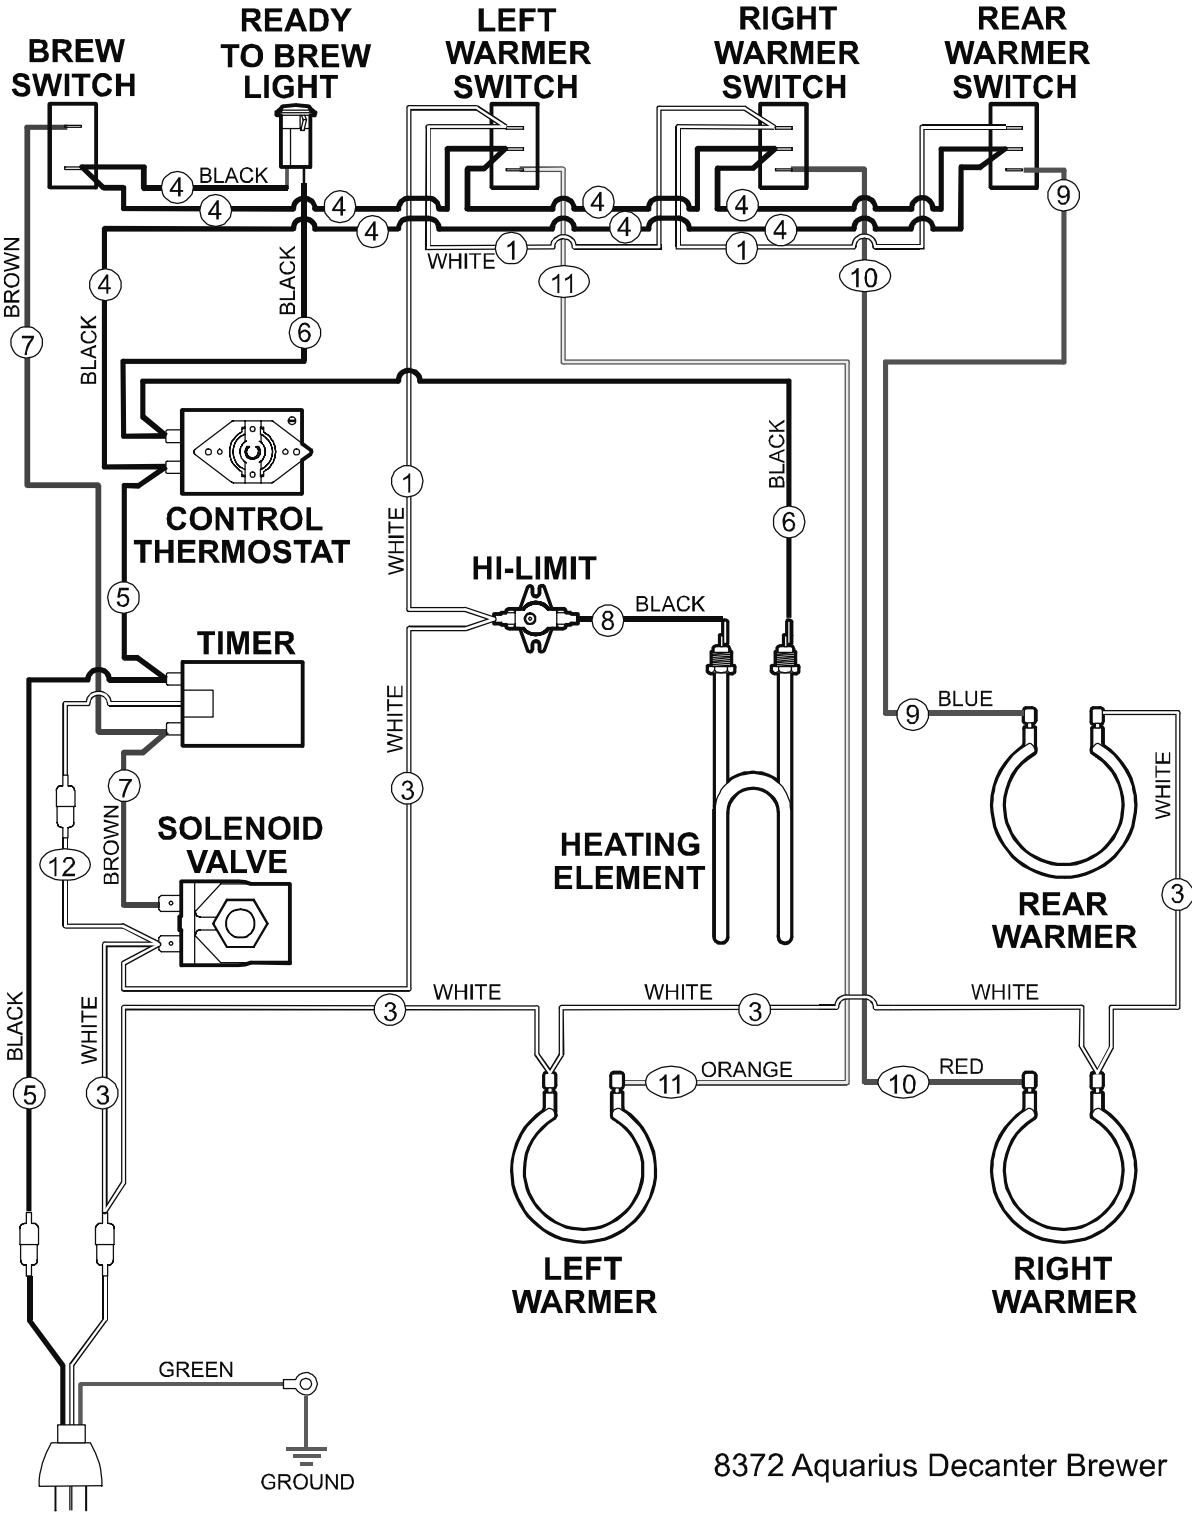 READY
TO BREW
LIGHT
LEFT
WARMER
SWITCH
RIGHT
WARMER
SWITCH
REAR
WARMER
SWITCH
BREW
SWITCH
BLACK
4
4
4
4
4
4
4
4
9
WHITE
1
1
11
10
BROWN
7
4
BLACK
BLACK
6
CONTROL
THERMOSTAT
1
WHITE
BLACK
6
HI-LIMIT
8
BLACK
5
TIMER
WHITE
3
7
BROWN
12
SOLENOID
VALVE
HEATING
ELEMENT
9
BLUE
WHITE
3
REAR
WARMER
BLACK
5
WHITE
3
3
WHITE
WHITE
3
WHITE
11
ORANGE
10
RED
LEFT
WARMER
RIGHT
WARMER
GREEN
GROUND
8372 Aquarius Decanter Brewer